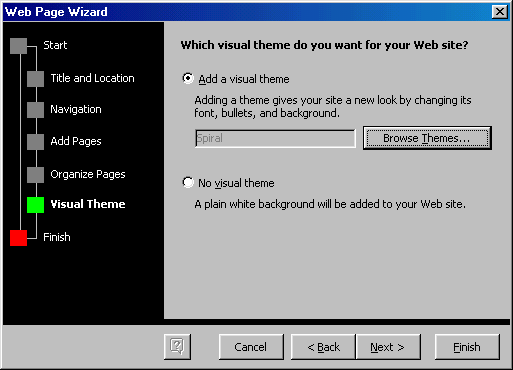 Web Page Wizard
Start
Title and Location
Navigation
Add Pages
Organize Pages
Visual Theme
Finish
Which visual theme do you want for your Web site?
Add a visual theme
Adding a theme gives your site a new look by changing its
font, bullets, and background.
Spiral
Browse Themes...
No visual theme
A plain white background will be added to your Web site.
?
Cancel
< Back
Next >
Finish